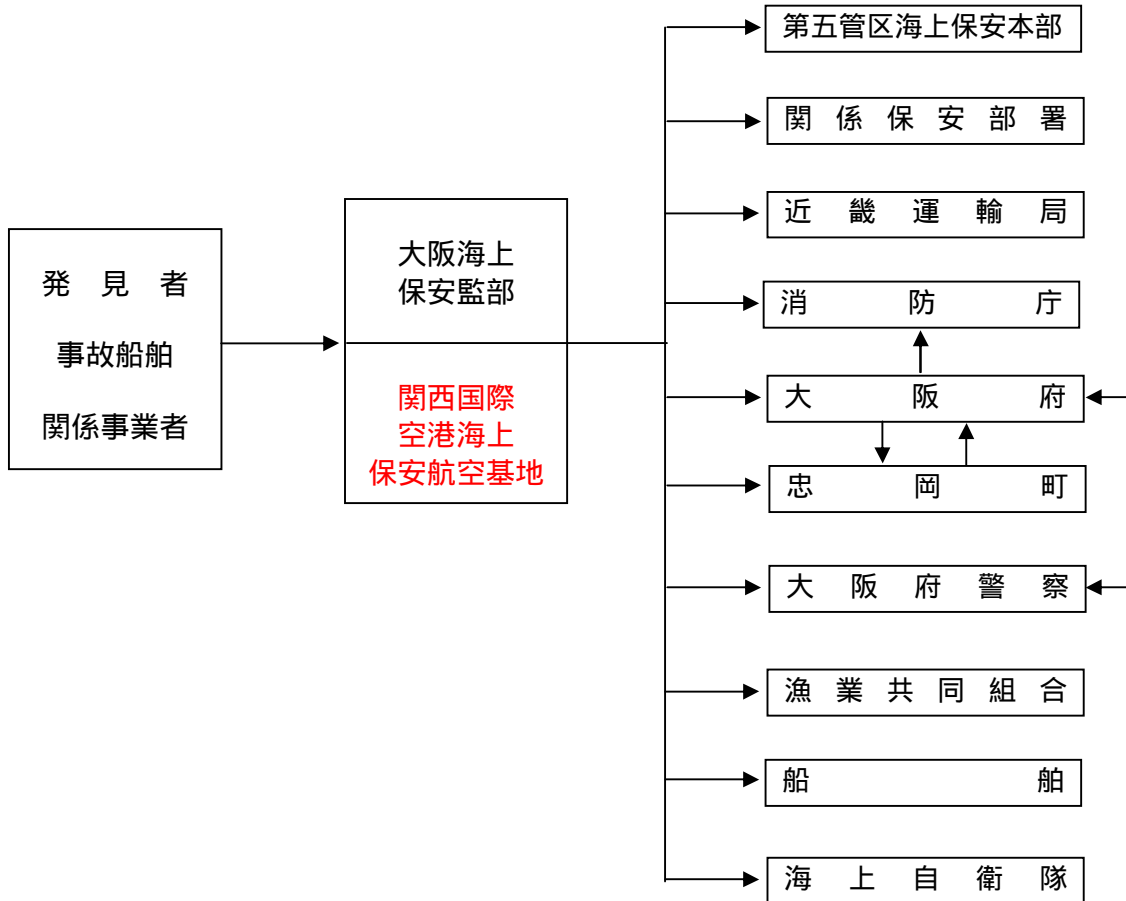 発見者
事故船舶
関係事業者
大阪海上
保安監部
関西国際
空港海上
保安航空基地
第五管区海上保安本部
関係保安部署
近畿運輸局
消防庁
大阪府
忠岡町
大阪府警察
漁業共同組合
船舶
海上自衛隊